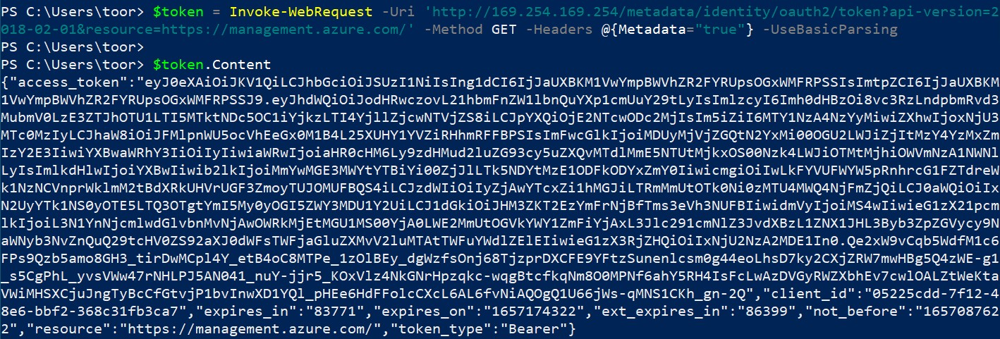 PS C:\Users\toor> $token = Invoke-WebRequest -Uri 'http://169.254.169.254/metadata/identity/oauth2/token?api-version=2
018-02-01&resource=https://management.azure.com/' -Method GET -Headers @{Metadata="true"} -UseBasicParsing
PS C:\Users\toor>
PS C:\Users\toor> $token.Content
{"access_token":"eyJ0eXAiOiJKV1QiLCJhbGciOiJSUzI1NiIsIng1dCI6IjJaUXBKM1VwYmpBWVhZR2FYRUpsOGxWMFRPSSIsImtpZCI6IjJaUXBKM
1VwYmpBWVhZR2FYRUpsOGxWMFRPSSJ9.eyJhdWQiOiJodHRwczovL21hbmFnZW1lbnQuYXp1cmUuY29tLyIsImlzcyI6Imh0dHBzOi8vc3RzLndpbmRvd3
MubmV0LzE3ZTJhOTU1LTI5MTktNDc5OC1iYjkzLTI4YjllZjcwNTVjZS8iLCJpYXQiOjE2NTcwODc2MjIsIm5iZiI6MTY1NzA4NzYyMiwiZXhwIjoxNjU3
MTc0MzIyLCJhaW8iOiJFMlpnWU5ocVhEeGx0M1B4L25XUHY1YVZiRHhmRFFBPSIsImFwcGlkIjoiMDUyMjVjZGQtN2YxMi00OGU2LWJiZjItMzY4YzMxZm
IzY2E3IiwiYXBwaWRhY3IiOiIyIiwiaWRwIjoiaHR0cHM6Ly9zdHMud2luZG93cy5uZXQvMTdlMmE5NTUtMjkxOS00Nzk4LWJiOTMtMjhiOWVmNzA1NWNl
LyIsImlkdHlwIjoiYXBwIiwib2lkIjoiMmYwMGE3MWYtYTBiYi00ZjJlLTk5NDYtMzE1ODFkODYxZmY0IiwicmgiOiIwLkFYVUFWYW5pRnhrcG1FZTdreW
k1NzNCVnprWklmM2tBdXRkUHVrUGF3ZmoyTUJOMUFBQS4iLCJzdWIiOiIyZjAwYTcxZi1hMGJiLTRmMmUtOTk0Ni0zMTU4MWQ4NjFmZjQiLCJ0aWQiOiIx
N2UyYTk1NS0yOTE5LTQ3OTgtYmI5My0yOGI5ZWY3MDU1Y2UiLCJ1dGkiOiJHM3ZKT2EzYmFrNjBfTms3eVh3NUFBIiwidmVyIjoiMS4wIiwieG1zX21pcm
lkIjoiL3N1YnNjcmlwdGlvbnMvNjAwOWRkMjEtMGU1MS00YjA0LWE2MmUtOGVkYWY1ZmFiYjAxL3Jlc291cmNlZ3JvdXBzL1ZNX1JHL3Byb3ZpZGVycy9N
aWNyb3NvZnQuQ29tcHV0ZS92aXJ0dWFsTWFjaGluZXMvV2luMTAtTWFuYWdlZElEIiwieG1zX3RjZHQiOiIxNjU2NzA2MDE1In0.Qe2xW9vCqb5WdfM1c6
FPs9Qzb5amo8GH3_tirDwMCpl4Y_etB4oC8MTPe_1zOlBEy_dgWzfsOnj68TjzprDXCFE9YFtzSunenlcsm0g44eoLhsD7ky2CXjZRW7mwHBg5Q4zWE-g1
_s5CgPhL_yvsVWw47rNHLPJ5AN041_nuY-jjr5_KOxVlz4NkGNrHpzqkc-wqgBtcfkqNm8O0MPNf6ahY5RH4IsFcLwAzDVGyRWZXbhEv7cwlOALZtWeKta
VWiMHSXCjuJngTyBcCfGtvjP1bvInwXD1YQl_pHEe6HdFFolcCXcL6AL6fvNiAQOgQ1U66jWs-qMNS1CKh_gn-2Q","client_id":"05225cdd-7f12-4
8e6-bbf2-368c31fb3ca7","expires_in":"83771","expires_on":"1657174322","ext_expires_in":"86399","not_before":"165708762
2","resource":"https://management.azure.com/","token_type":"Bearer"}